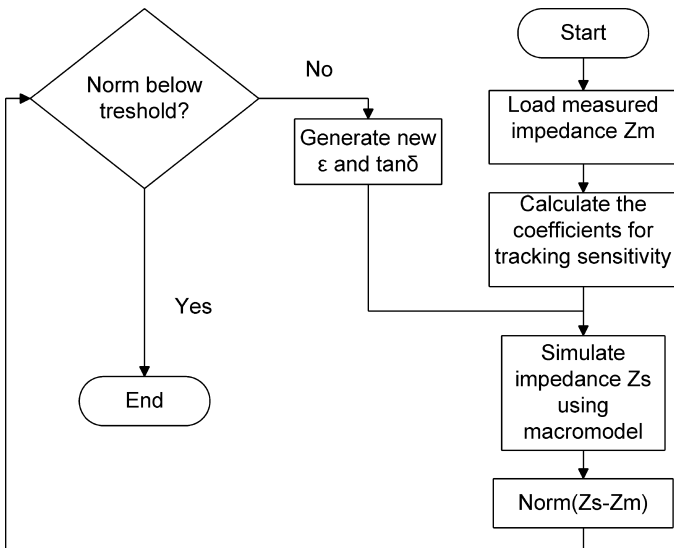 Start
Load measured
impedance Zm
Calculate the
coefficients for
tracking sensitivity
Simulate
impedance Zs
using
macromodel
Norm(Zs-Zm)
Norm below
treshold?
No
Generate new
ε and tanδ
Yes
End